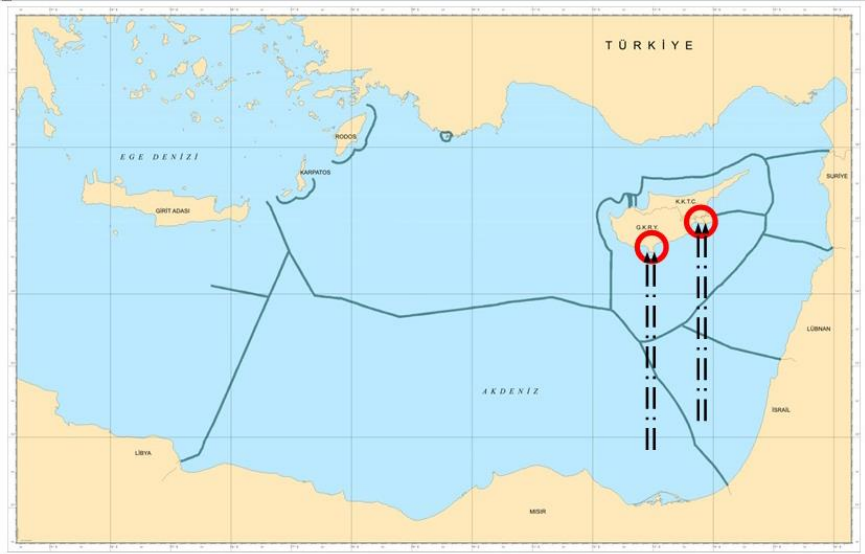 TÜRKİYE
RODOS
EGE DENİZİ
KARPATOS
SURİYE
K.K.T.C.
GİRİT ADASI
G.K.R.Y.
LÜBNAN
AKDENİZ
İSRAİL
LİBYA
MISIR